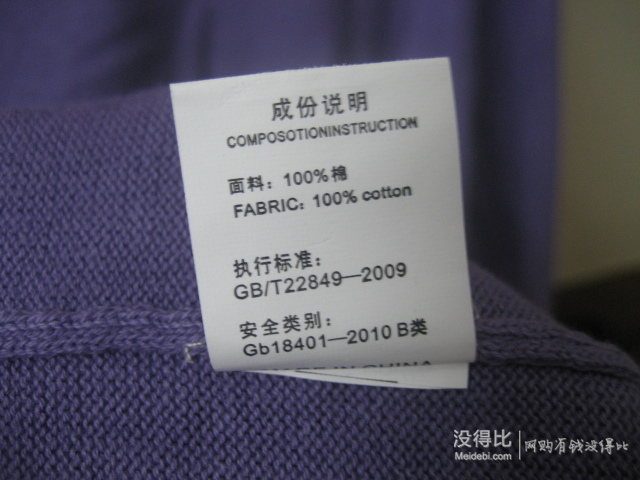 成份说明
COMPOSOTIONINSTRUCTION
面料：100%棉
FABRIC: 100% cotton
执行标准：
GB/T22849—2009
安全类别：
Gb18401—2010 B类
IN CHINA
没得比
Meidebi.com
网购有钱没得比